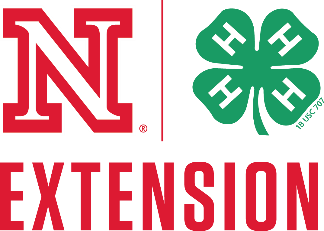 N ®
H H
H H
18 USC 707
EXTENSION